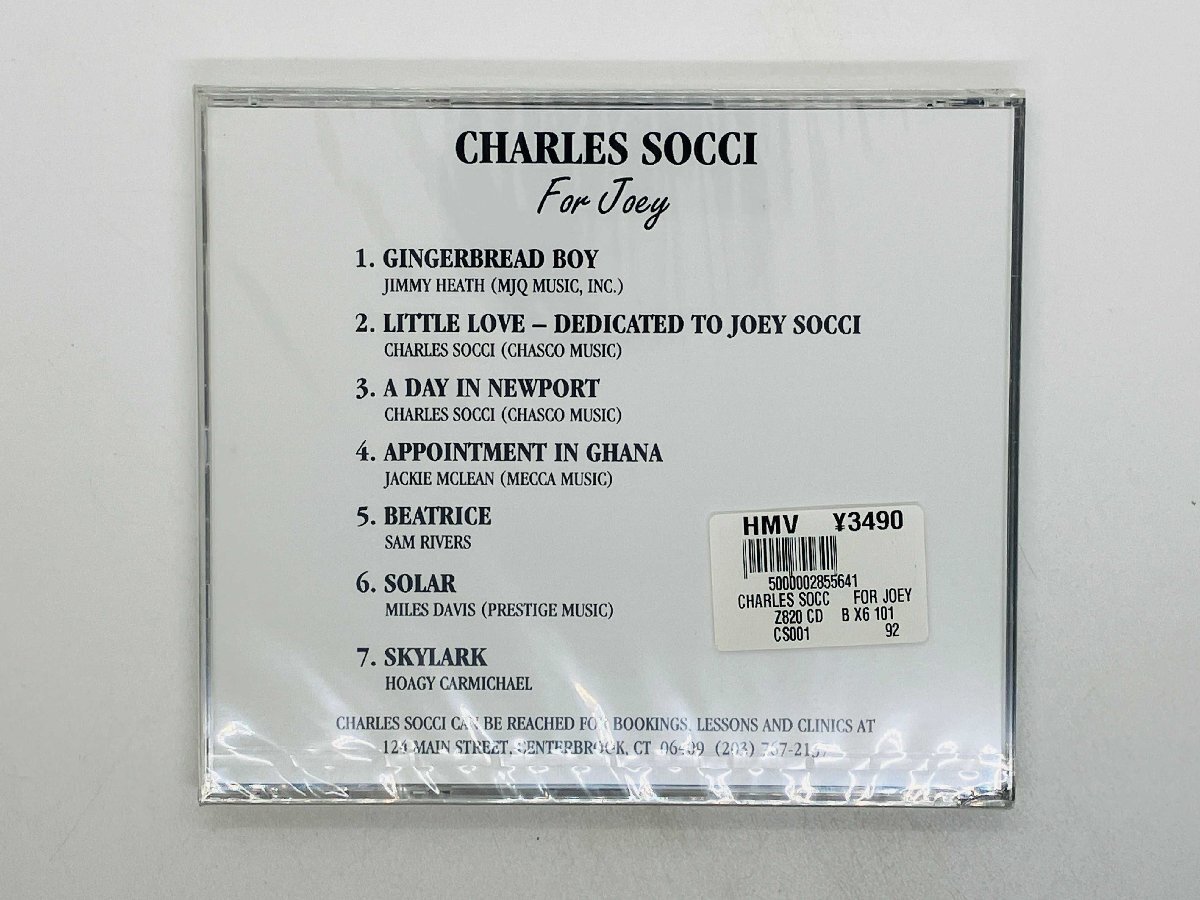 CHARLES SOCCI
For Joey
1. GINGERBREAD BOY
JIMMY HEATH (MJQ MUSIC, INC.)
2. LITTLE LOVE – DEDICATED TO JOEY SOCCI
CHARLES SOCCI (CHASCO MUSIC)
3. A DAY IN NEWPORT
CHARLES SOCCI (CHASCO MUSIC)
4. APPOINTMENT IN GHANA
JACKIE MCLEAN (MECCA MUSIC)
5. BEATRICE
SAM RIVERS
6. SOLAR
MILES DAVIS (PRESTIGE MUSIC)
7. SKYLARK
HOAGY CARMICHAEL
CHARLES SOCCI CAN BE REACHED FOR BOOKINGS, LESSONS AND CLINICS AT
124 MAIN STREET, CENTERBROOK, CT (203)
HMV ¥3490
5000002855641
CHARLES SOCC FOR JOEY
Z820 CD B X6 101
CS001 92